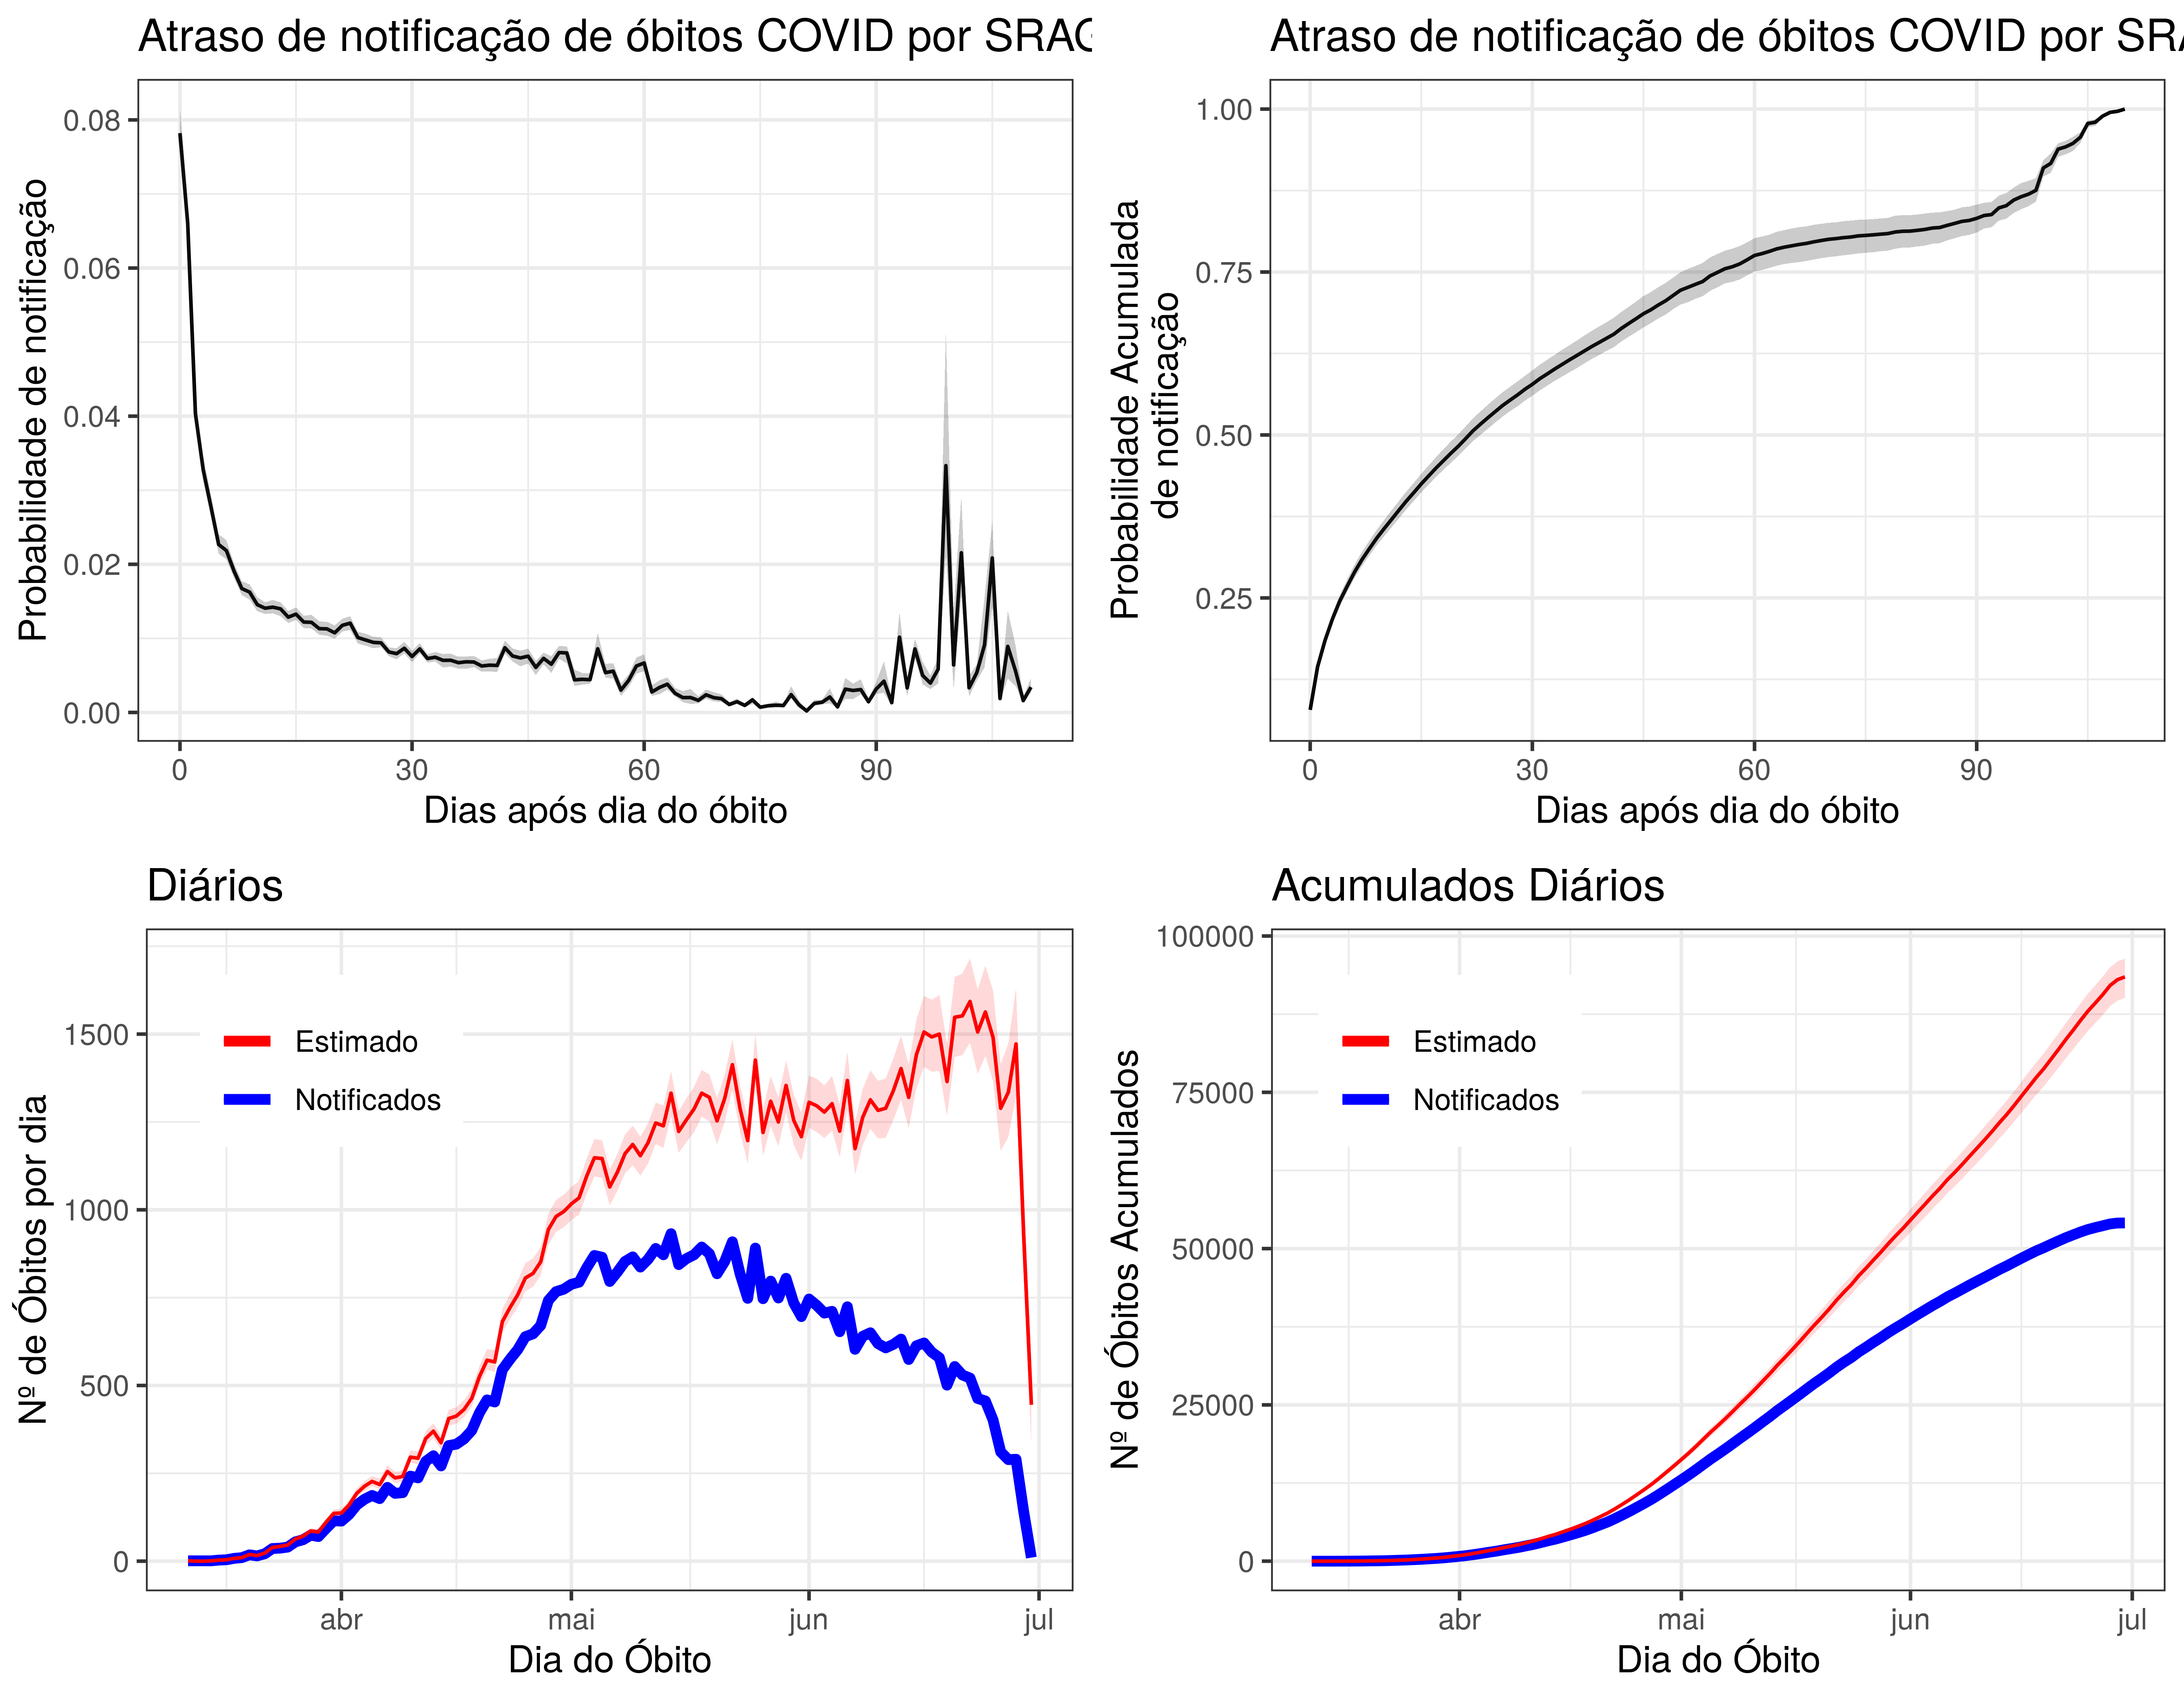 Atraso de notificação de óbitos COVID por SRAG
Probabilidade de notificação
0.08
0.06
0.04
0.02
0.00
0
30
60
90
Dias após dia do óbito
Atraso de notificação de óbitos COVID por SRA
Probabilidade Acumulada
de notificação
1.00
0.75
0.50
0.25
0
30
60
90
Dias após dia do óbito
Diários
Nº de Óbitos por dia
1500
1000
500
0
Estimado
Notificados
abr
mai
jun
jul
Dia do Óbito
Acumulados Diários
Nº de Óbitos Acumulados
100000
75000
50000
25000
0
Estimado
Notificados
abr
mai
jun
jul
Dia do Óbito